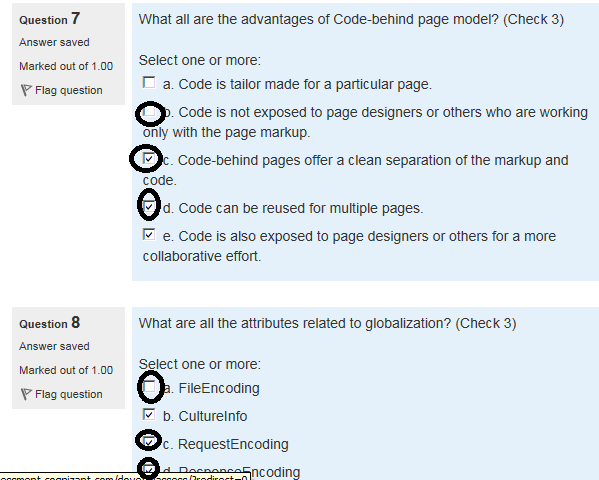 Question 7
Answer saved
Marked out of 1.00
Flag question
What all are the advantages of Code-behind page model? (Check 3)
Select one or more:
a. Code is tailor made for a particular page.
b. Code is not exposed to page designers or others who are working
only with the page markup.
c. Code-behind pages offer a clean separation of the markup and
code.
d. Code can be reused for multiple pages.
e. Code is also exposed to page designers or others for a more
collaborative effort.
Question 8
Answer saved
Marked out of 1.00
Flag question
What are all the attributes related to globalization? (Check 3)
Select one or more:
a. FileEncoding
b. CultureInfo
c. RequestEncoding
d. ResponseEncoding